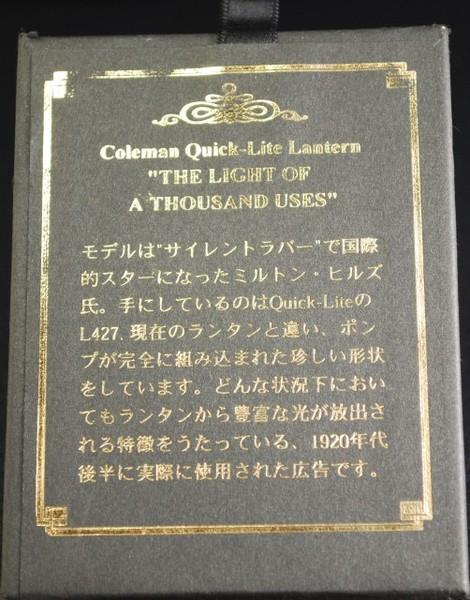 Coleman Quick-Lite Lantern
"THE LIGHT OF
A THOUSAND USES"
モデルは"サイレントラバー"で国際
的スターになったミルトン・ヒルズ
氏。手にしているのはQuick-Liteの
L427.現在のランタンと違い、ポン
プが完全に組み込まれた珍しい形状
をしています。どんな状況下におい
てもランタンから豊富な光が放出さ
れる特徴をうたっている、1920年代
後半に実際に使用された広告です。